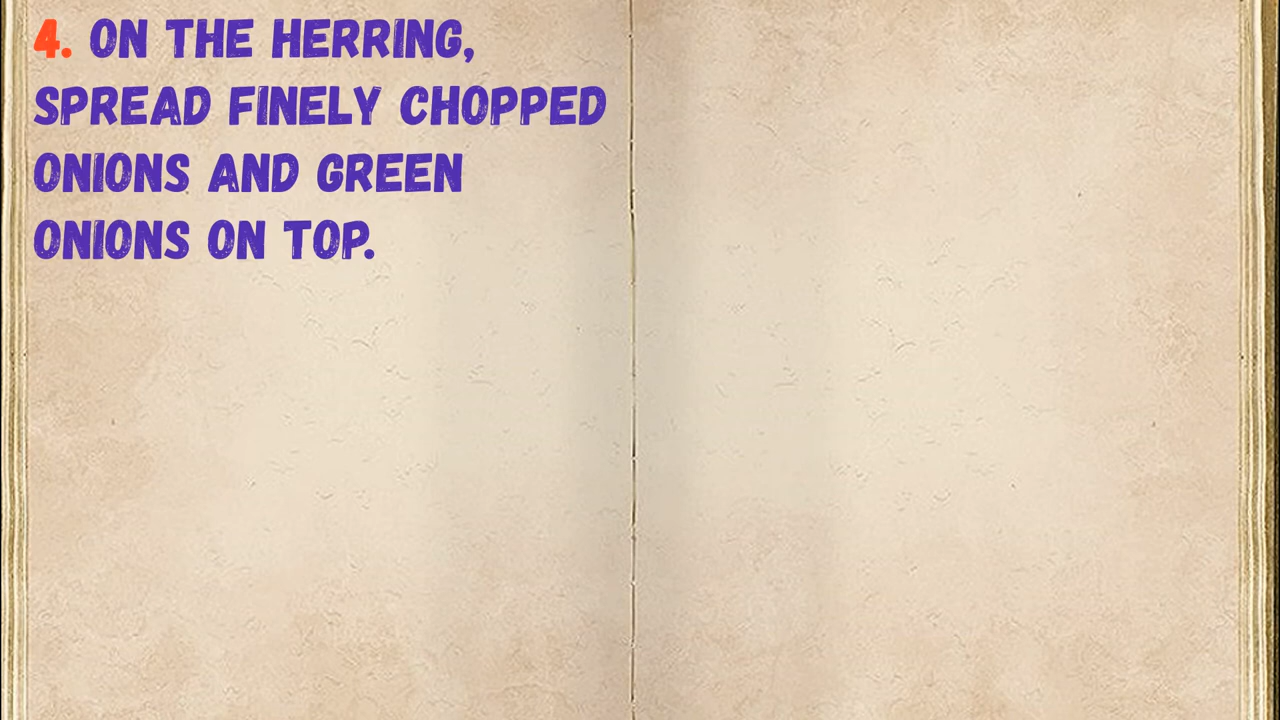 4. ON THE HERRING,
SPREAD FINELY CHOPPED
ONIONS AND GREEN
ONIONS ON TOP.